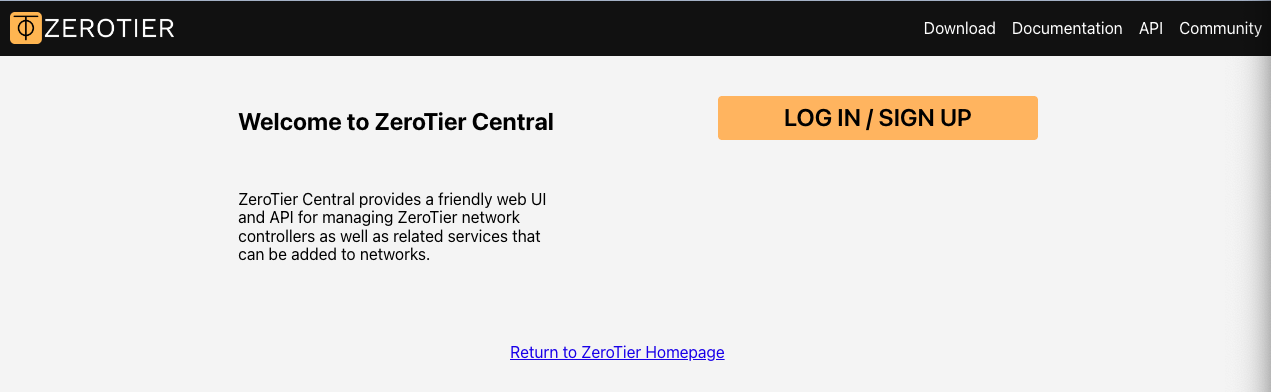 ZEROTIER
Download Documentation API Community
Welcome to ZeroTier Central
LOG IN / SIGN UP
ZeroTier Central provides a friendly web UI
and API for managing ZeroTier network
controllers as well as related services that
can be added to networks.
Return to ZeroTier Homepage